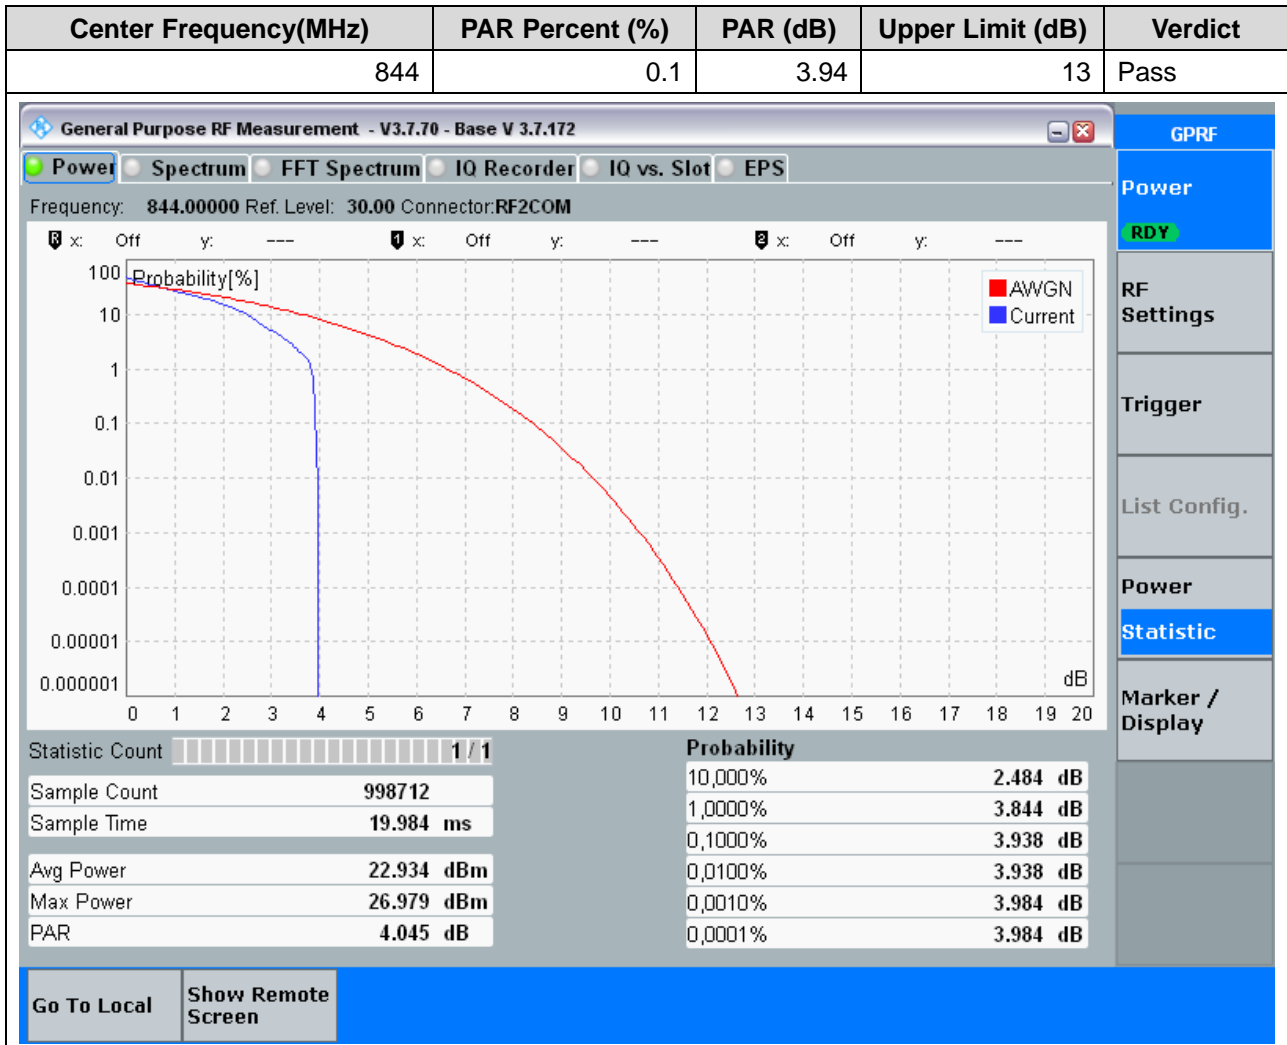 Center Frequency(MHz) PAR Percent (%) PAR (dB) Upper Limit (dB) Verdict
844 0.1 3.94 13 Pass
General Purpose RF Measurement - V3.7.70 - Base V 3.7.172
GPRF
Power Spectrum FFT Spectrum IQ Recorder IQ vs. Slot EPS
Power
RDY
Frequency: 844.00000 Ref. Level: 30.00 Connector:RF2COM
R x: Off y: --- 1 x: Off y: --- 2 x: Off y: ---
Probability[%]
AWGN
Current
100
10
1
0.1
0.01
0.001
0.0001
0.00001
0.000001
dB
0 1 2 3 4 5 6 7 8 9 10 11 12 13 14 15 16 17 18 19 20
RF
Settings
Trigger
List Config.
Power
Statistic
Marker /
Display
Statistic Count 1 / 1
Sample Count 998712
Sample Time 19.984 ms
Avg Power 22.934 dBm
Max Power 26.979 dBm
PAR 4.045 dB
Probability
10,000% 2.484 dB
1,0000% 3.844 dB
0,1000% 3.938 dB
0,0100% 3.938 dB
0,0010% 3.984 dB
0,0001% 3.984 dB
Go To Local
Show Remote
Screen